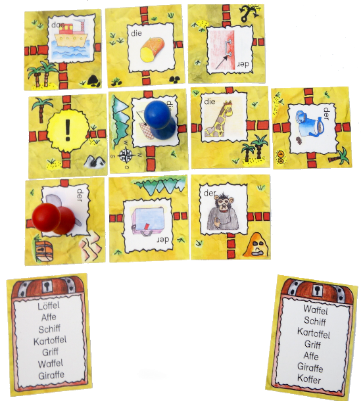 das
die
der
!
die
der
der
der
der
Löffel
Affe
Schiff
Kartoffel
Griff
Waffel
Giraffe
Waffel
Schiff
Kartoffel
Griff
Affe
Giraffe
Koffer